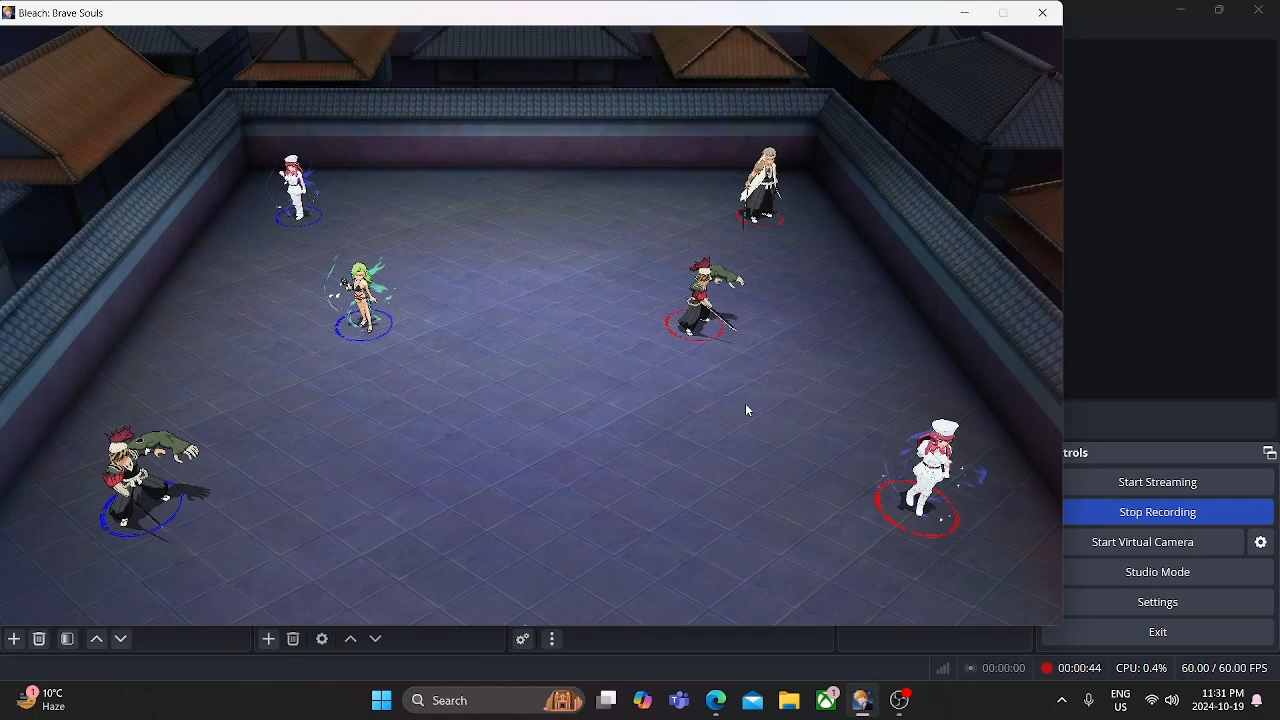 Bleach: Brave Souls
trols
Start Streaming
Stop Recording
Start Virtual Camera
Studio Mode
Settings
Exit
00:00:00
00:00:44
CPU: 0.4%
60.00 / 60.00 FPS
1
10°C
Haze
Search
1
ENG
US
11:31 PM
2024-10-19